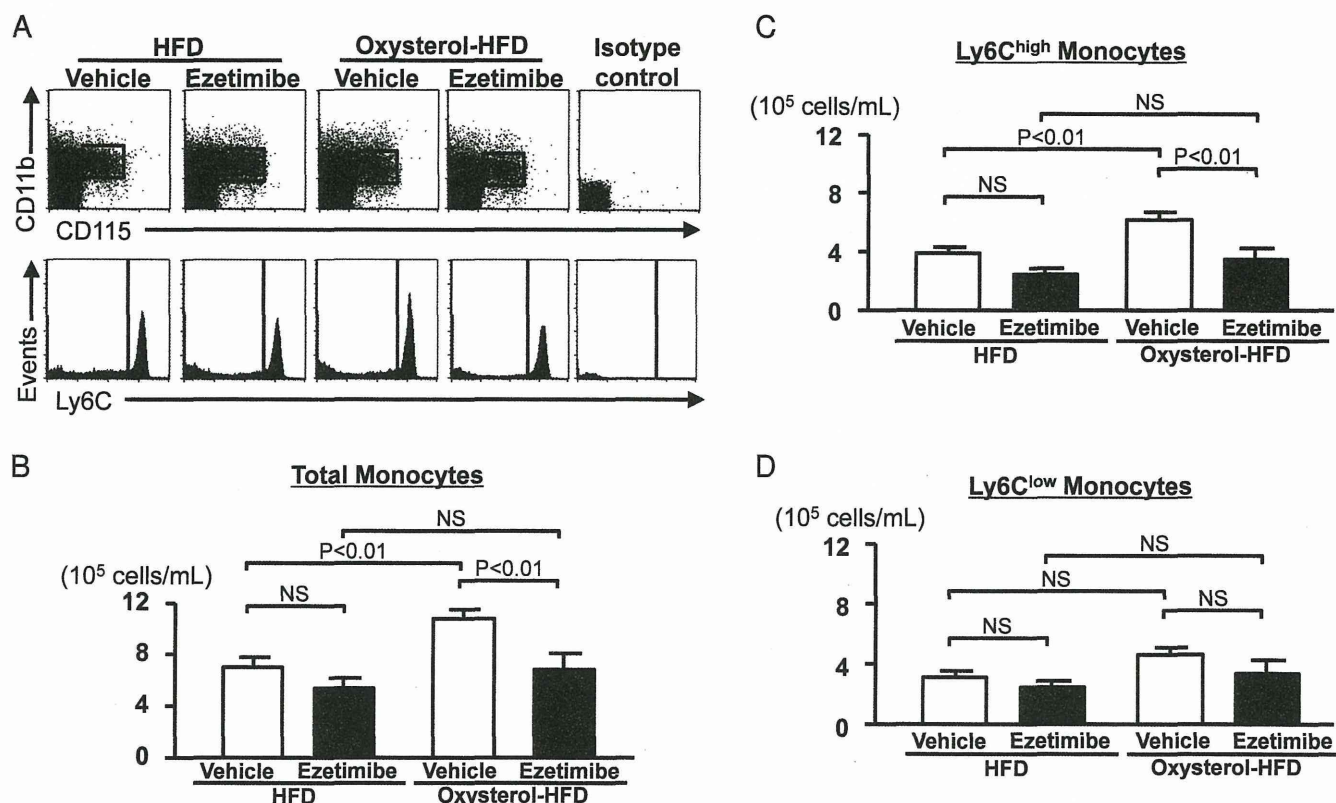 A
HFD
Oxysterol-HFD
Isotype
control
Vehicle
Ezetimibe
Vehicle
Ezetimibe
CD11b
CD115
Events
Ly6C
B
Total Monocytes
(10⁵ cells/mL)
NS
P<0.01
P<0.01
NS
12
8
4
0
Vehicle
Ezetimibe
Vehicle
Ezetimibe
HFD
Oxysterol-HFD
C
Ly6Cʰⁱᵍʰ Monocytes
(10⁵ cells/mL)
NS
P<0.01
P<0.01
NS
12
8
4
0
Vehicle
Ezetimibe
Vehicle
Ezetimibe
HFD
Oxysterol-HFD
D
Ly6Cˡᵒʷ Monocytes
(10⁵ cells/mL)
NS
NS
NS
NS
12
8
4
0
Vehicle
Ezetimibe
Vehicle
Ezetimibe
HFD
Oxysterol-HFD